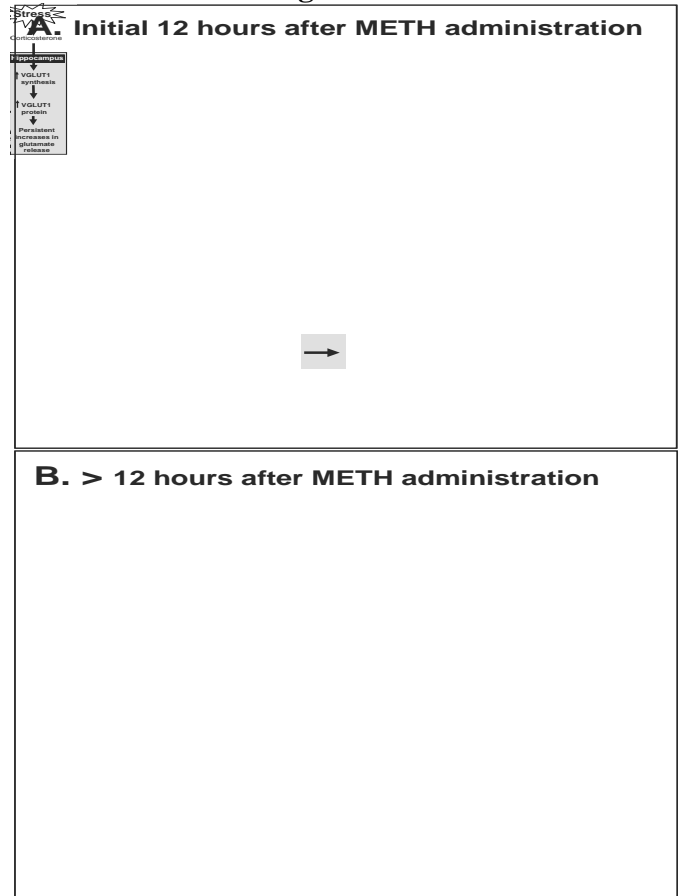 Stress
A. Initial 12 hours after METH administration
Corticosterone
Hippocampus
↑ VGLUT1
synthesis
↑ VGLUT1
protein
Persistent
increases in
glutamate
release
B. > 12 hours after METH administration